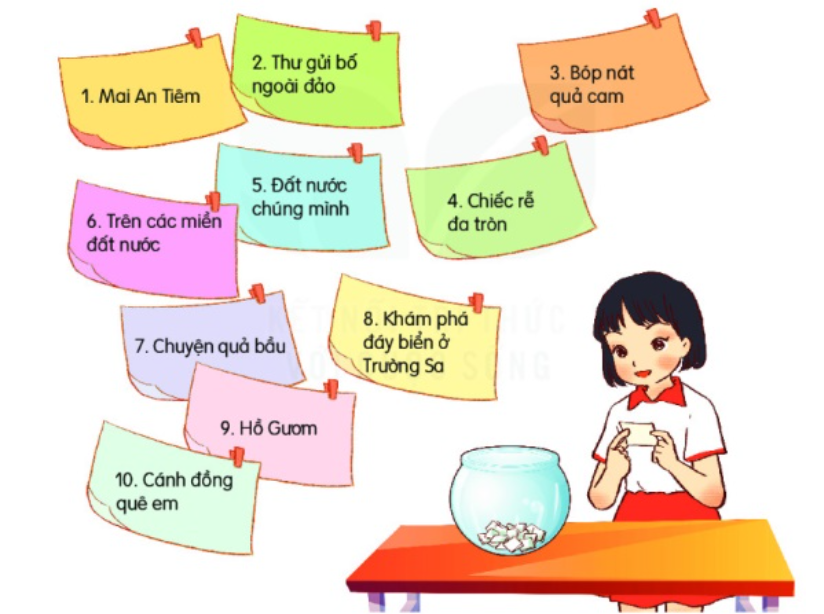 1. Mai An Tiêm
2. Thư gửi bố
ngoài đảo
3. Bóp nát
quả cam
4. Chiếc rễ
đa tròn
5. Đất nước
chúng mình
6. Trên các miền
đất nước
7. Chuyện quả bầu
8. Khám phá
đáy biển ở
Trường Sa
9. Hồ Gươm
10. Cánh đồng
quê em